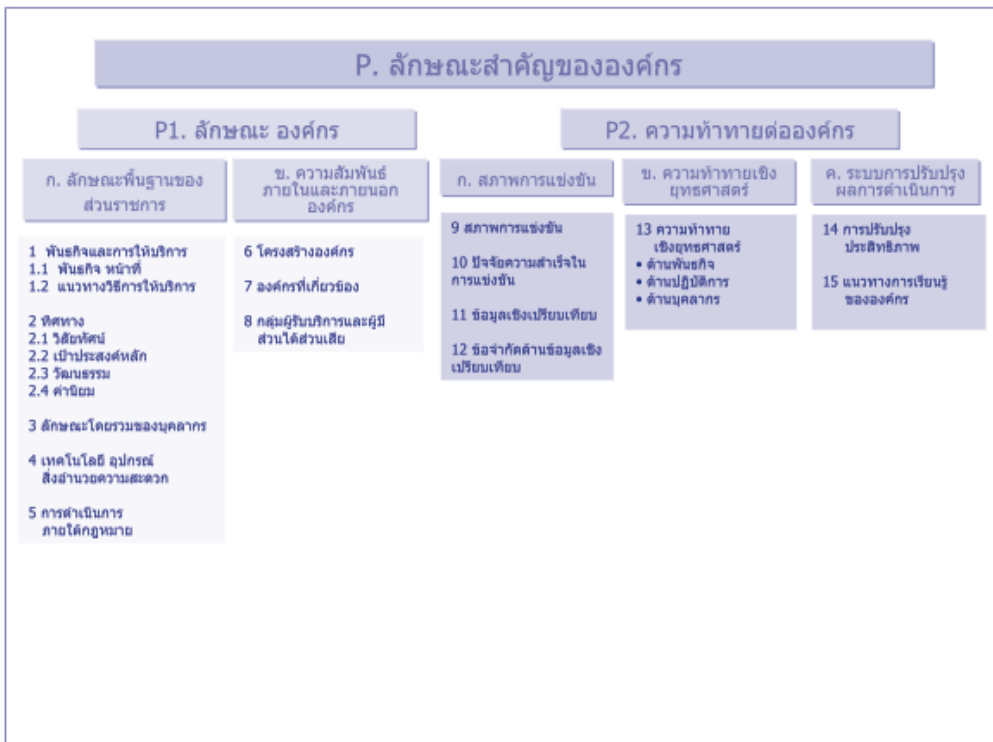 P. ลักษณะสำคัญขององค์กร
P1. ลักษณะ องค์กร
ก. ลักษณะพื้นฐานของ
ส่วนราชการ
1 พันธกิจและการให้บริการ
1.1 พันธกิจ หน้าที่
1.2 แนวทางวิธีการให้บริการ
2 ทิศทาง
2.1 วิสัยทัศน์
2.2 เป้าประสงค์หลัก
2.3 วัฒนธรรม
2.4 ค่านิยม
3 ลักษณะโดยรวมของบุคลากร
4 เทคโนโลยี อุปกรณ์
สิ่งอำนวยความสะดวก
5 การดำเนินการ
ภายใต้กฎหมาย
ข. ความสัมพันธ์
ภายในและภายนอก
องค์กร
6 โครงสร้างองค์กร
7 องค์กรที่เกี่ยวข้อง
8 กลุ่มผู้รับบริการและผู้มี
ส่วนได้ส่วนเสีย
P2. ความท้าทายต่อองค์กร
ก. สภาพการแข่งขัน
9 สภาพการแข่งขัน
10 ปัจจัยความสำเร็จใน
การแข่งขัน
11 ข้อมูลเชิงเปรียบเทียบ
12 ข้อจำกัดด้านข้อมูลเชิง
เปรียบเทียบ
ข. ความท้าทายเชิง
ยุทธศาสตร์
13 ความท้าทาย
เชิงยุทธศาสตร์
• ด้านพันธกิจ
• ด้านปฏิบัติการ
• ด้านบุคลากร
ค. ระบบการปรับปรุง
ผลการดำเนินการ
14 การปรับปรุง
ประสิทธิภาพ
15 แนวทางการเรียนรู้
ขององค์กร